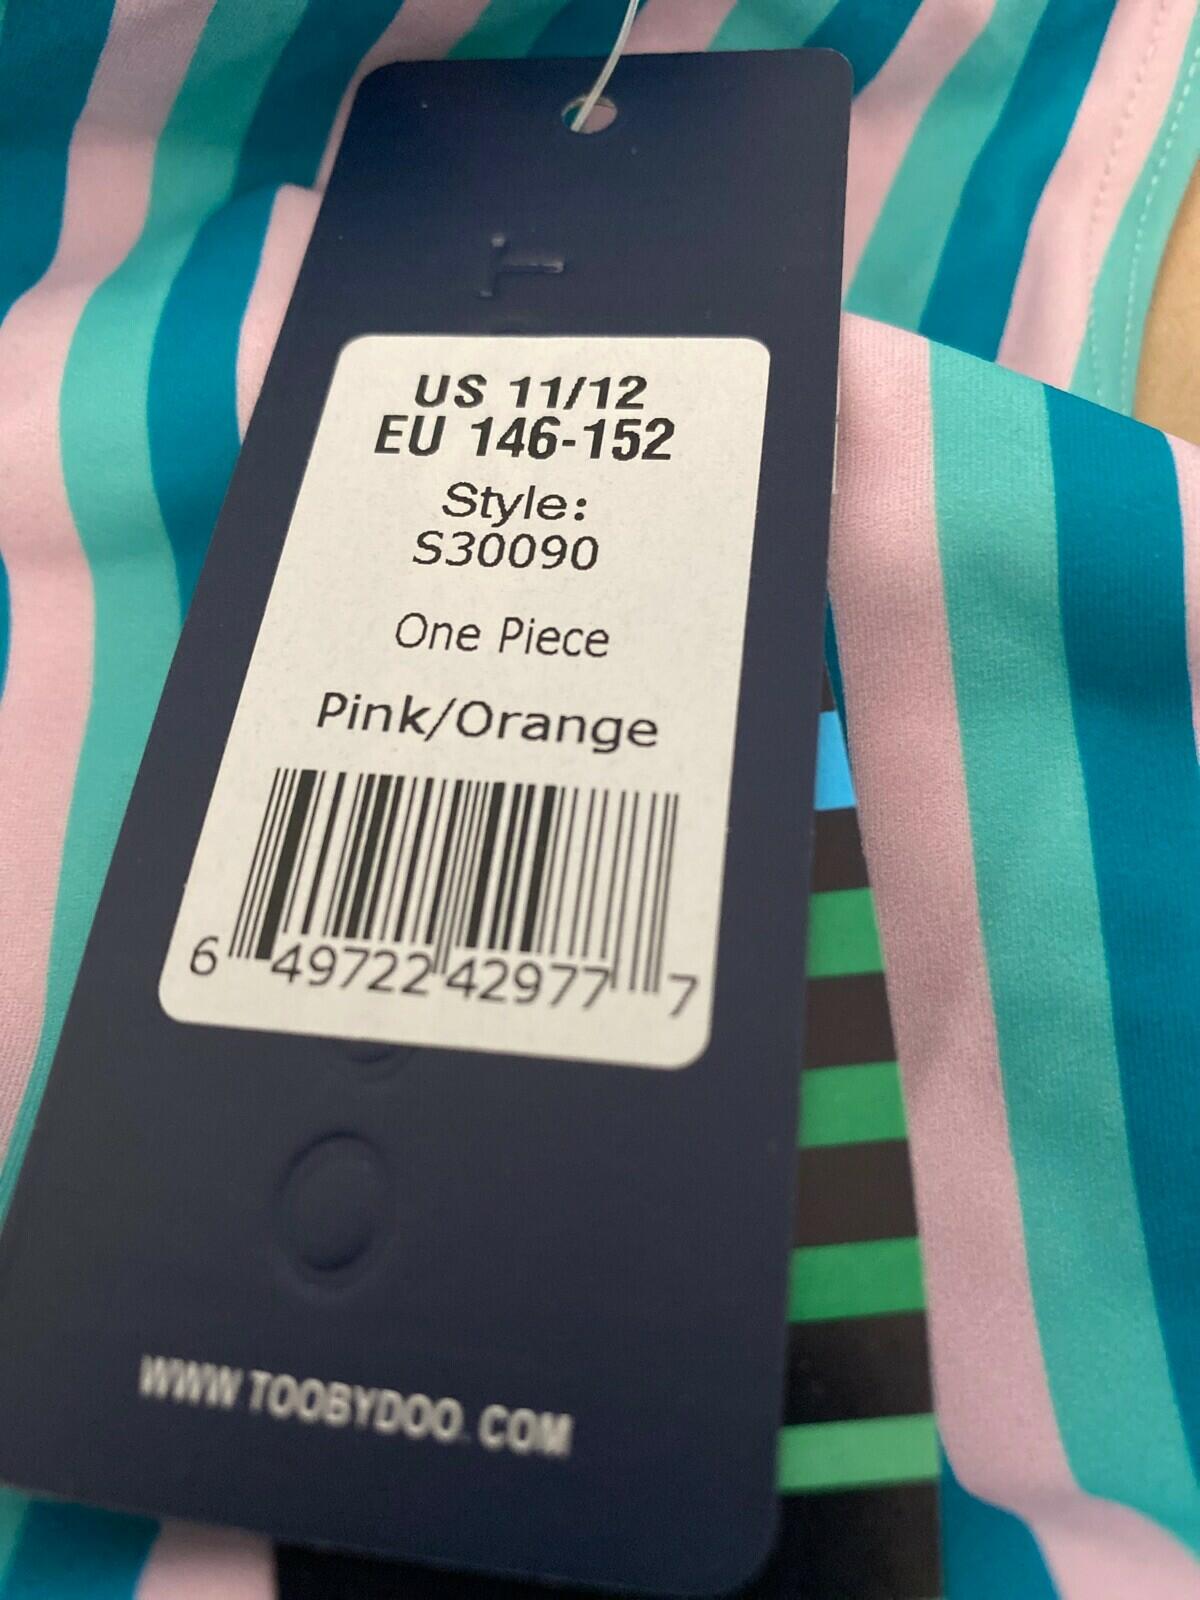 US 11/12
EU 146-152
Style:
S30090
One Piece
Pink/Orange
6 49722 42977 7
WWW.TOOBYDOO.COM